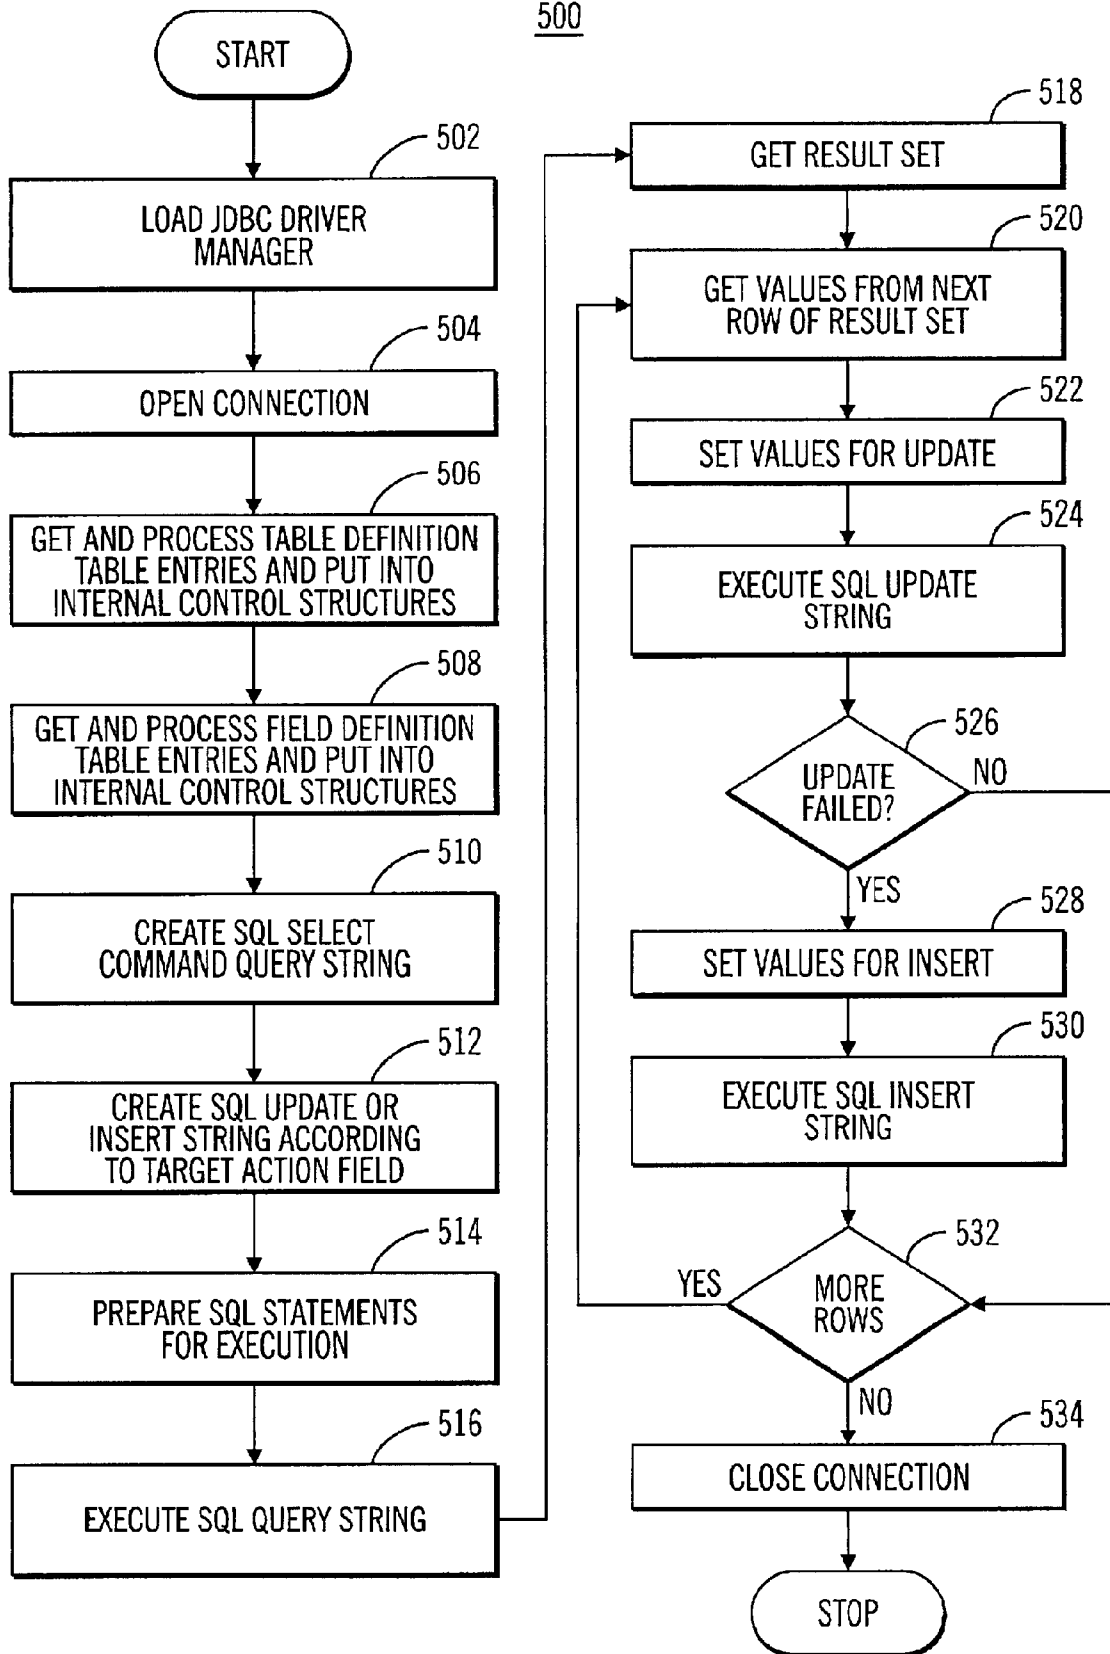 500
START
502
LOAD JDBC DRIVER
MANAGER
504
OPEN CONNECTION
506
GET AND PROCESS TABLE DEFINITION
TABLE ENTRIES AND PUT INTO
INTERNAL CONTROL STRUCTURES
508
GET AND PROCESS FIELD DEFINITION
TABLE ENTRIES AND PUT INTO
INTERNAL CONTROL STRUCTURES
510
CREATE SQL SELECT
COMMAND QUERY STRING
512
CREATE SQL UPDATE OR
INSERT STRING ACCORDING
TO TARGET ACTION FIELD
514
PREPARE SQL STATEMENTS
FOR EXECUTION
516
EXECUTE SQL QUERY STRING
518
GET RESULT SET
520
GET VALUES FROM NEXT
ROW OF RESULT SET
522
SET VALUES FOR UPDATE
524
EXECUTE SQL UPDATE
STRING
526
UPDATE
FAILED?
NO
YES
528
SET VALUES FOR INSERT
530
EXECUTE SQL INSERT
STRING
532
YES
MORE
ROWS
NO
534
CLOSE CONNECTION
STOP